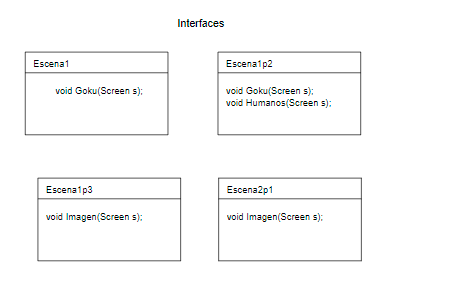 Interfaces
Escena1
void Goku(Screen s);
Escena1p2
void Goku(Screen s);
void Humanos(Screen s);
Escena1p3
void Imagen(Screen s);
Escena2p1
void Imagen(Screen s);